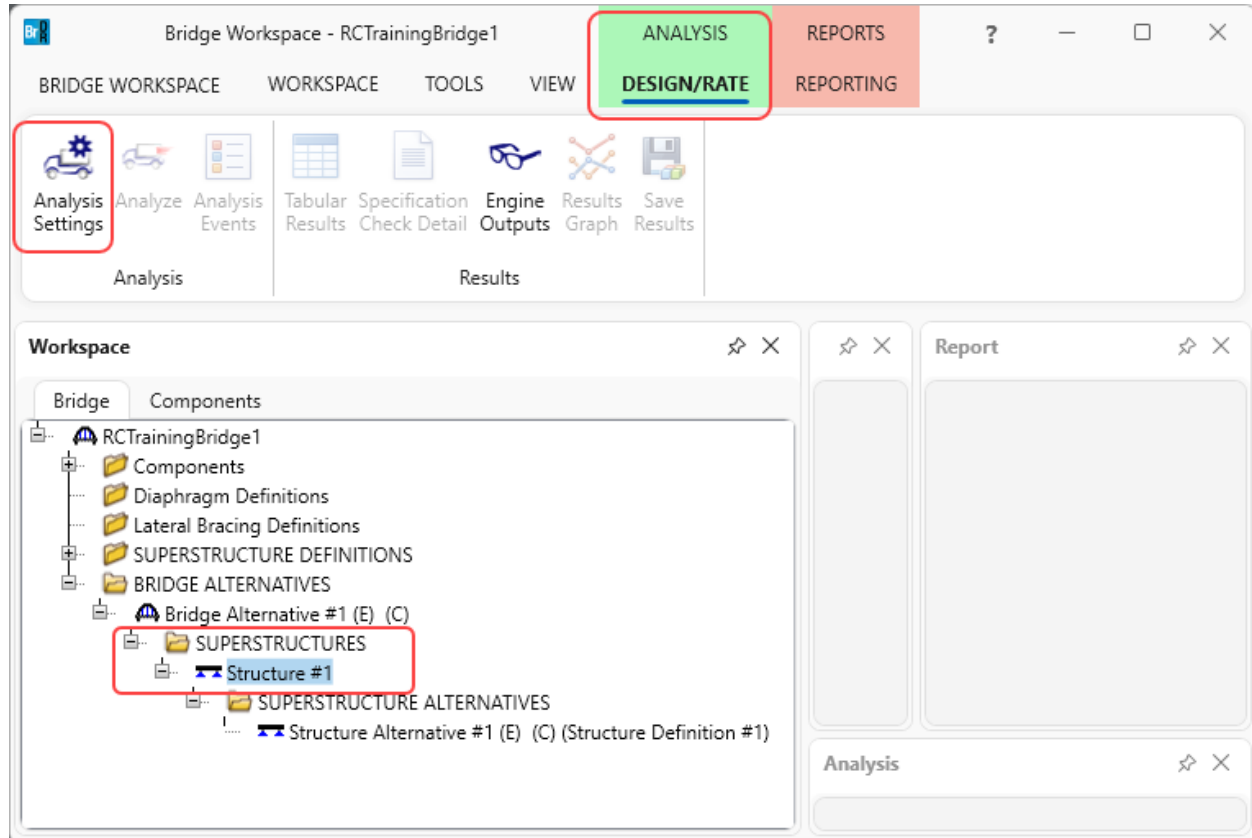 Br DR Bridge Workspace - RCTrainingBridge1 ANALYSIS REPORTS ?
BRIDGE WORKSPACE WORKSPACE TOOLS VIEW DESIGN/RATE REPORTING
Analysis Analyze Analysis Tabular Specification Engine Results Save
Settings Events Results Check Detail Outputs Graph Results
Analysis Results
Workspace Report
Bridge Components
RCTrainingBridge1
Components
Diaphragm Definitions
Lateral Bracing Definitions
SUPERSTRUCTURE DEFINITIONS
BRIDGE ALTERNATIVES
Bridge Alternative #1 (E) (C)
SUPERSTRUCTURES
Structure #1
SUPERSTRUCTURE ALTERNATIVES
Structure Alternative #1 (E) (C) (Structure Definition #1)
Analysis